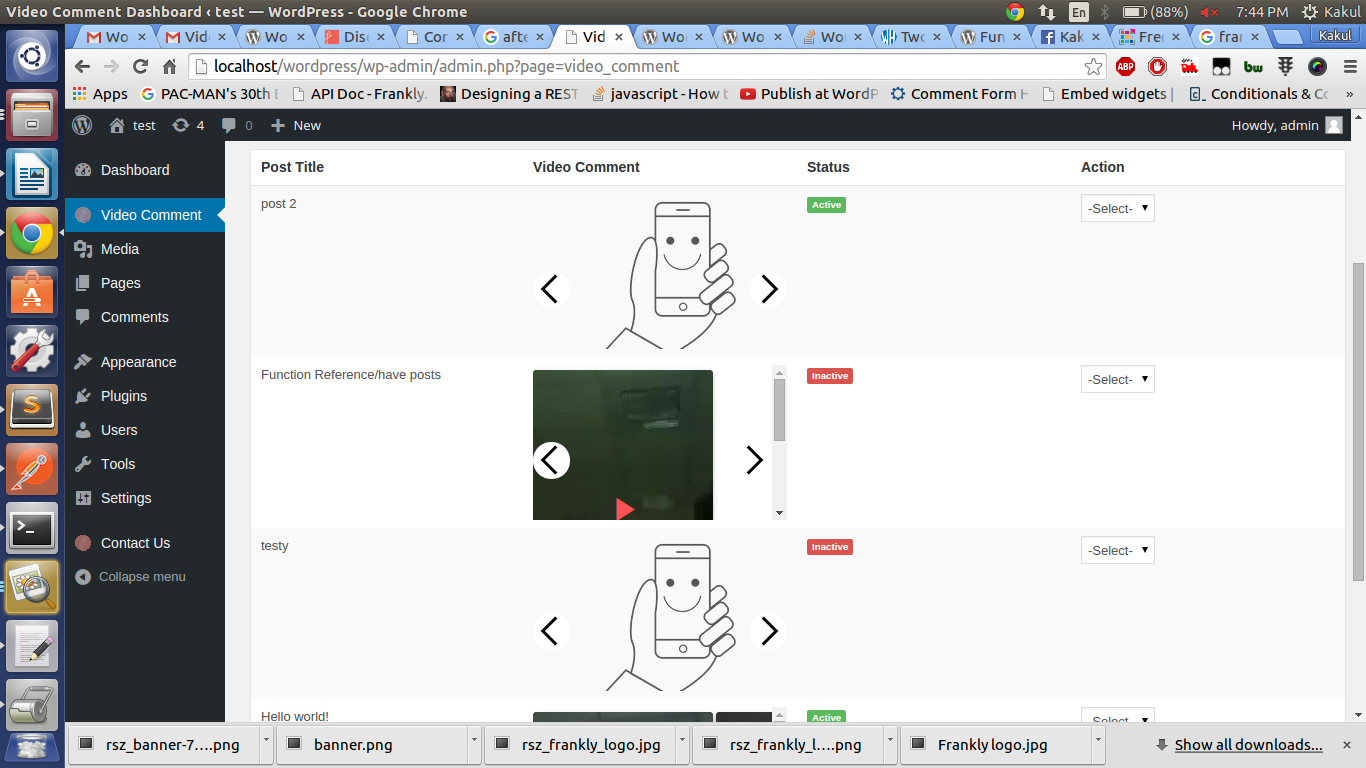 Video Comment Dashboard ‹ test — WordPress - Google Chrome
En (88%) 7:44 PM Kakul
Wo × Vide × Wo × Disc × Cor × afte × Vid × Wor × Wo × Wo × Two × Fun × Kak × Free × fran × Kakul
localhost/wordpress/wp-admin/admin.php?page=video_comment
ABP
bw
Apps PAC-MAN's 30th API Doc - Frankly. Designing a REST javascript - How t Publish at WordP Comment Form H Embed widgets | Conditionals & Co »
test 4 0 New Howdy, admin
Dashboard
Video Comment
Media
Pages
Comments
Appearance
Plugins
Users
Tools
Settings
Contact Us
Collapse menu
Post Title Video Comment Status Action
post 2 Active -Select-
Function Reference/have posts Inactive -Select-
testy Inactive -Select-
Hello world! Active -Select-
rsz_banner-7....png banner.png rsz_frankly_logo.jpg rsz_frankly_l....png Frankly logo.jpg Show all downloads... ×